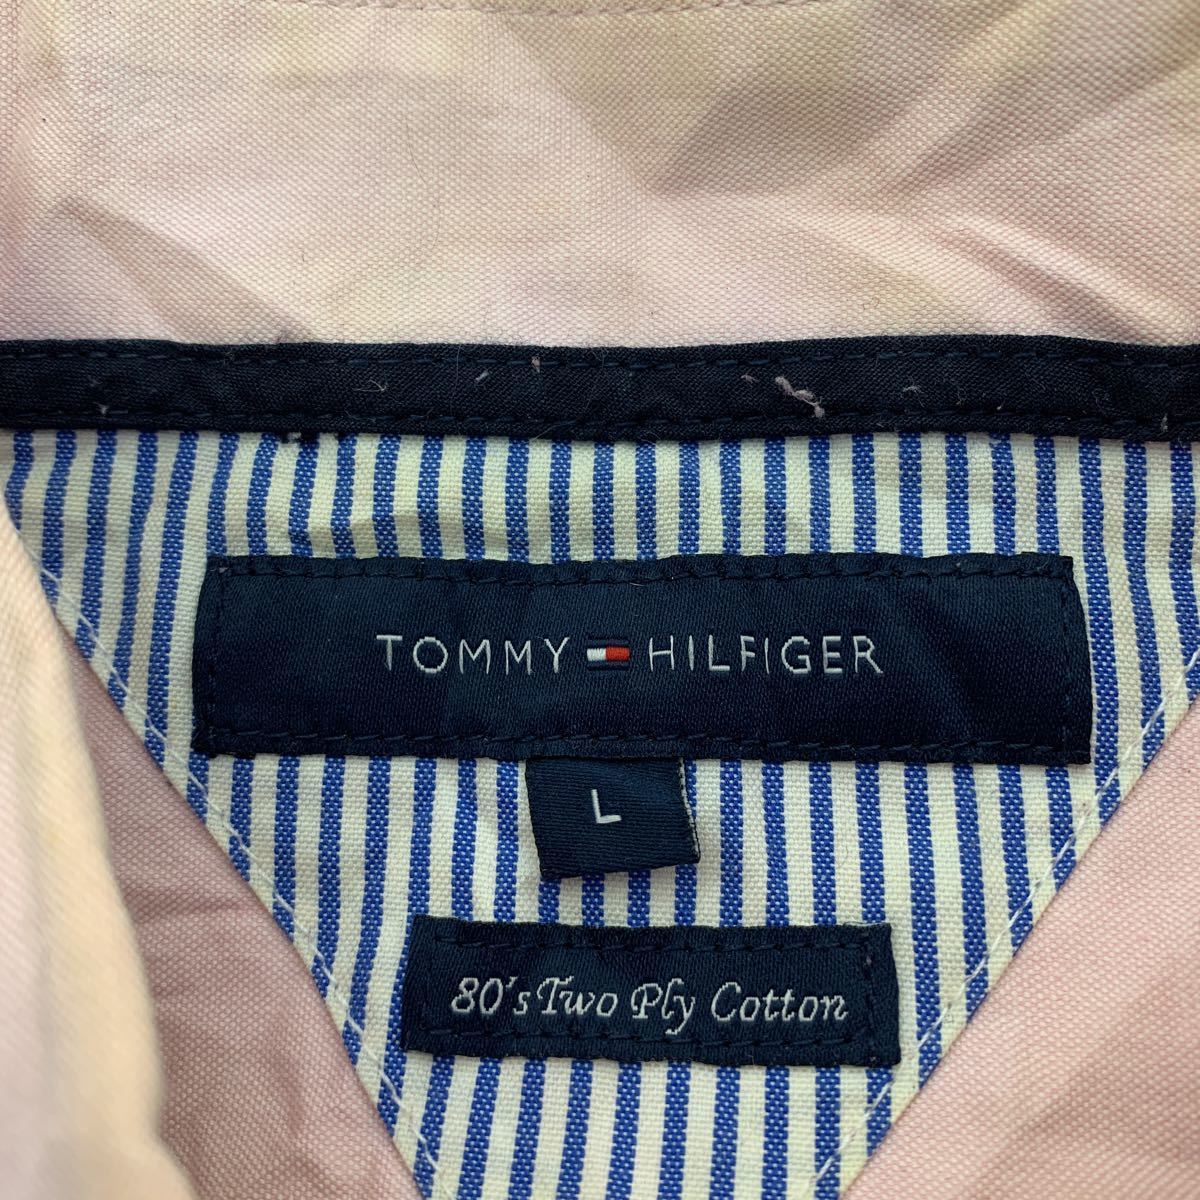 TOMMY HILFIGER
L
80's Two Ply Cotton